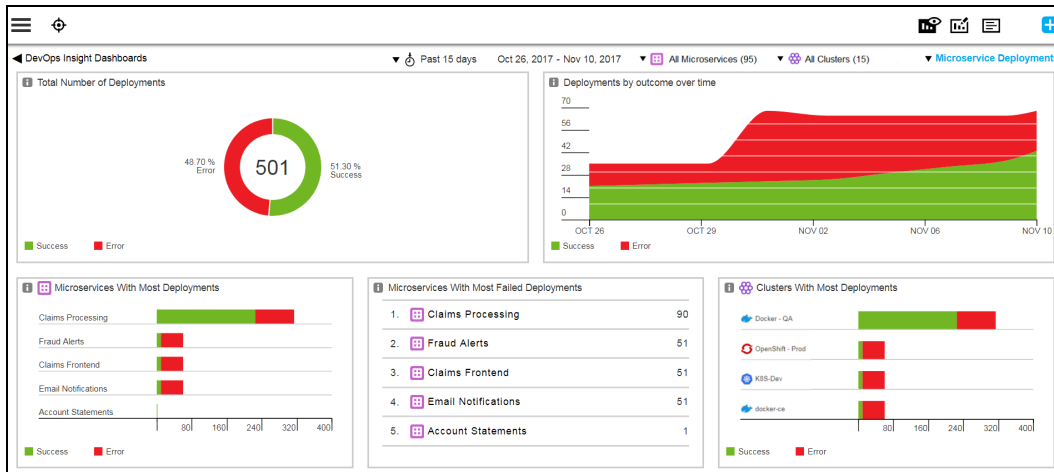 DevOps Insight Dashboards
Past 15 days
Oct 26, 2017 - Nov 10, 2017
All Microservices (95)
All Clusters (15)
Microservice Deployment
Total Number of Deployments
48.70 %
Error
501
51.30 %
Success
Success
Error
Deployments by outcome over time
70
56
42
28
14
0
OCT 26
OCT 29
NOV 02
NOV 06
NOV 10
Success
Error
Microservices With Most Deployments
Claims Processing
Fraud Alerts
Claims Frontend
Email Notifications
Account Statements
80
160
240
320
400
Success
Error
Microservices With Most Failed Deployments
1. Claims Processing 90
2. Fraud Alerts 51
3. Claims Frontend 51
4. Email Notifications 51
5. Account Statements 1
Clusters With Most Deployments
Docker - QA
OpenShift - Prod
K8S-Dev
docker-ce
80
160
240
320
400
Success
Error